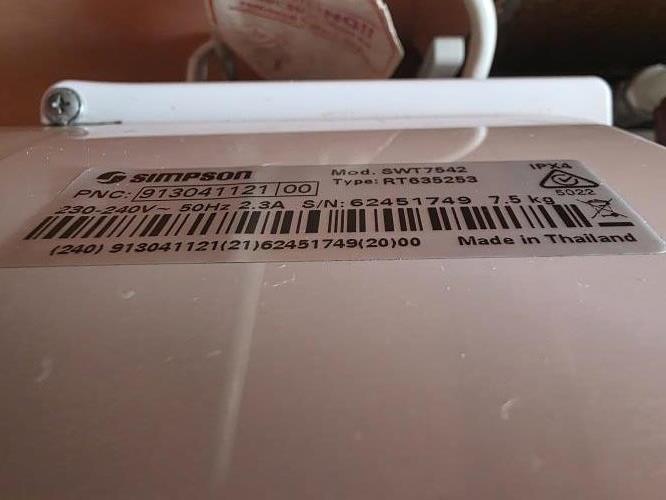 SIMPSON Mod. SWT7542 IPX4
PNC: 913041121 00 Type: RT635253
5022
230-240V~ 50Hz 2.3A S/N: 62451749 7.5 kg
(240) 913041121(21)62451749(20)00 Made in Thailand